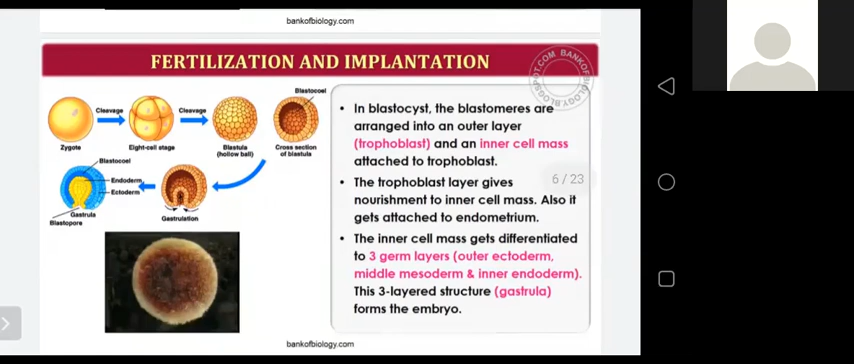 bankofbiology.com
FERTILIZATION AND IMPLANTATION
BANKOFBIOLOGY.BLOGSPOT.COM
Blastocoel
Cleavage
Cleavage
Zygote
Eight-cell stage
Blastula
(hollow ball)
Cross section
of blastula
Blastocoel
Endoderm
Ectoderm
Gastrula
Blastopore
Gastrulation
• In blastocyst, the blastomeres are
arranged into an outer layer
(trophoblast) and an inner cell mass
attached to trophoblast.
• The trophoblast layer gives
nourishment to inner cell mass. Also it
gets attached to endometrium.
6 / 23
• The inner cell mass gets differentiated
to 3 germ layers (outer ectoderm,
middle mesoderm & inner endoderm).
This 3-layered structure (gastrula)
forms the embryo.
bankofbiology.com